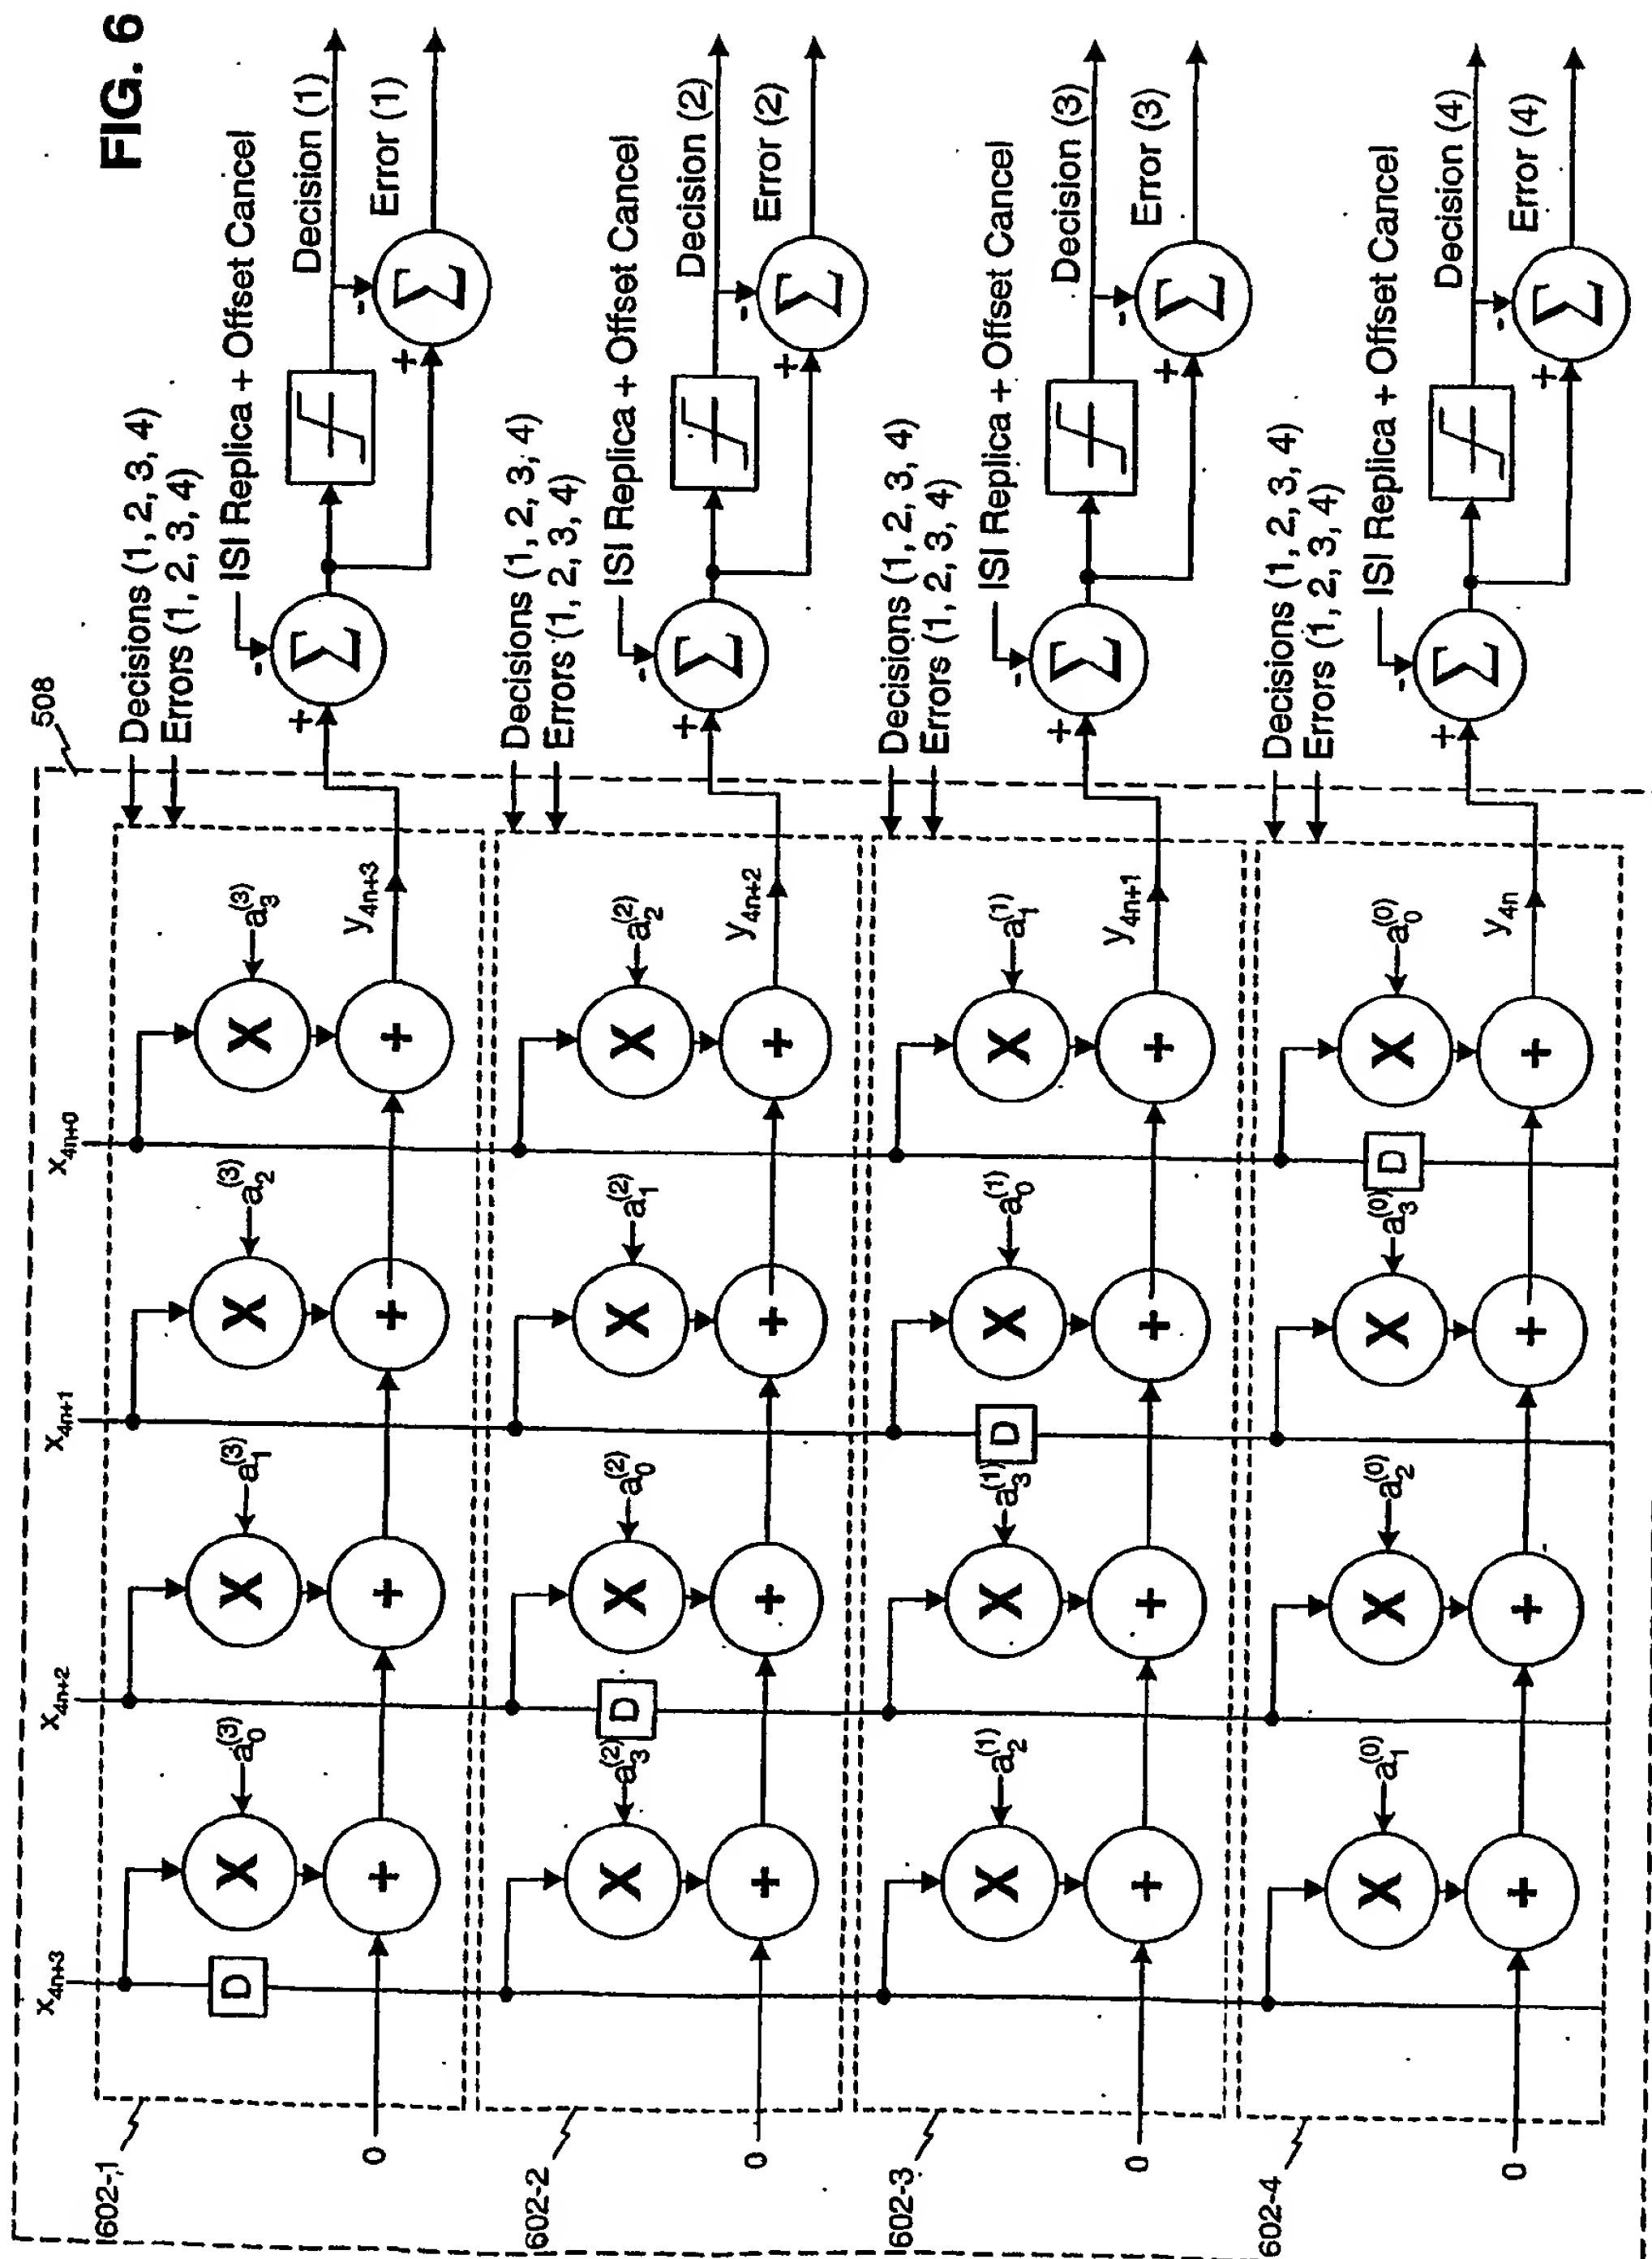 FIG. 6
508
x4n+3
x4n+2
x4n+1
x4n+0
602-1
D
X
a0(3)
X
a1(3)
X
a2(3)
X
a3(3)
0
+
+
+
+
y4n+3
Decisions (1, 2, 3, 4)
Errors (1, 2, 3, 4)
ISI Replica + Offset Cancel
-
+
Σ
Decision (1)
-
+
Σ
Error (1)
602-2
X
a3(2)
D
X
a0(2)
X
a1(2)
X
a2(2)
0
+
+
+
+
y4n+2
Decisions (1, 2, 3, 4)
Errors (1, 2, 3, 4)
ISI Replica + Offset Cancel
-
+
Σ
Decision (2)
-
+
Σ
Error (2)
602-3
X
a2(1)
X
a3(1)
D
X
a0(1)
X
a1(1)
0
+
+
+
+
y4n+1
Decisions (1, 2, 3, 4)
Errors (1, 2, 3, 4)
ISI Replica + Offset Cancel
-
+
Σ
Decision (3)
-
+
Σ
Error (3)
602-4
X
a1(0)
X
a2(0)
X
a3(0)
D
X
a0(0)
0
+
+
+
+
y4n
Decisions (1, 2, 3, 4)
Errors (1, 2, 3, 4)
ISI Replica + Offset Cancel
-
+
Σ
Decision (4)
-
+
Σ
Error (4)